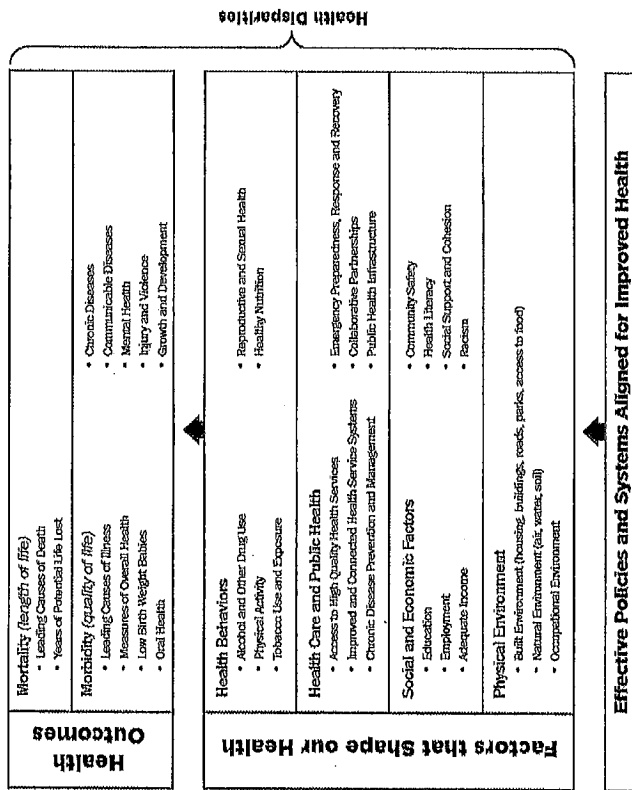 Health Disparities
Health
Outcomes
Mortality (length of life)
• Leading Causes of Death
• Years of Potential Life Lost
Morbidity (quality of life)
• Leading Causes of Illness
• Measures of Overall Health
• Low Birth Weight Babies
• Oral Health
• Chronic Diseases
• Communicable Diseases
• Mental Health
• Injury and Violence
• Growth and Development
Factors that Shape our Health
Health Behaviors
• Alcohol and Other Drug Use
• Physical Activity
• Tobacco Use and Exposure
• Reproductive and Sexual Health
• Healthy Nutrition
Health Care and Public Health
• Access to High Quality Health Services
• Improved and Connected Health Service Systems
• Chronic Disease Prevention and Management
• Emergency Preparedness, Response and Recovery
• Collaborative Partnerships
• Public Health Infrastructure
Social and Economic Factors
• Education
• Employment
• Adequate Income
• Community Safety
• Health Literacy
• Social Support and Cohesion
• Racism
Physical Environment
• Built Environment (housing, buildings, roads, parks, access to food)
• Natural Environment (air, water, soil)
• Occupational Environment
Effective Policies and Systems Aligned for Improved Health